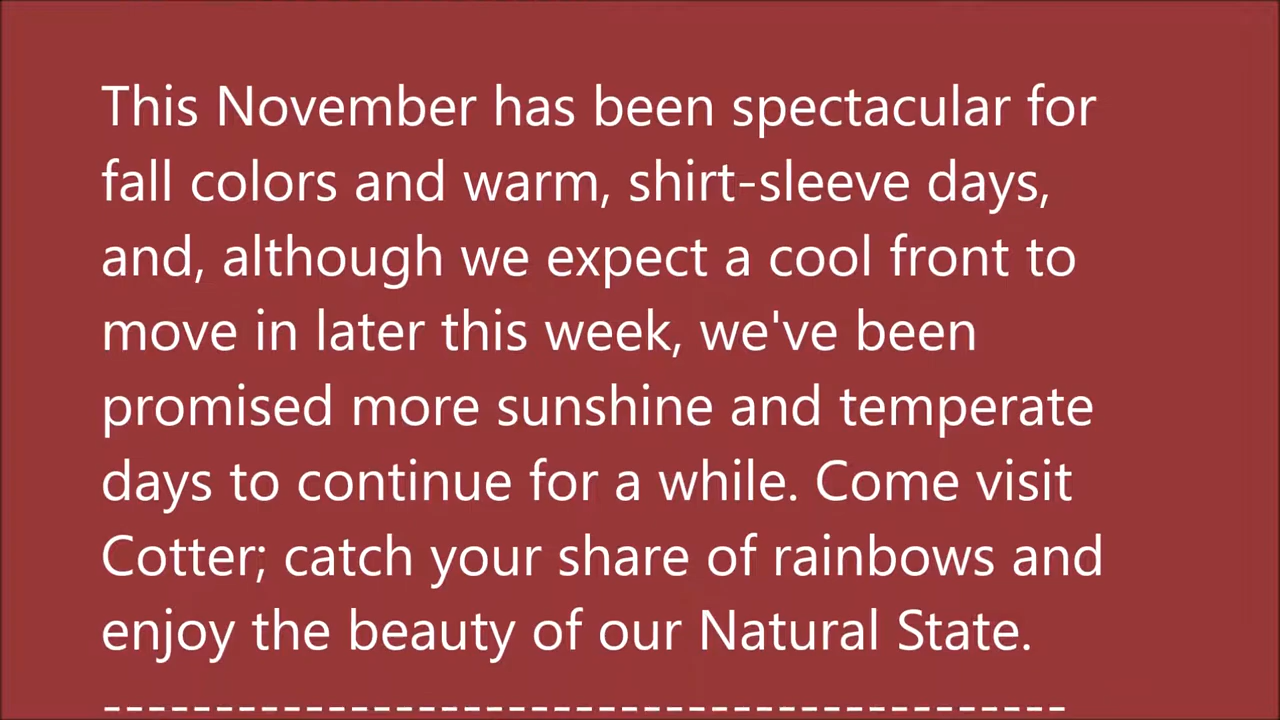 This November has been spectacular for
fall colors and warm, shirt-sleeve days,
and, although we expect a cool front to
move in later this week, we've been
promised more sunshine and temperate
days to continue for a while. Come visit
Cotter; catch your share of rainbows and
enjoy the beauty of our Natural State.
-------------------------------------------